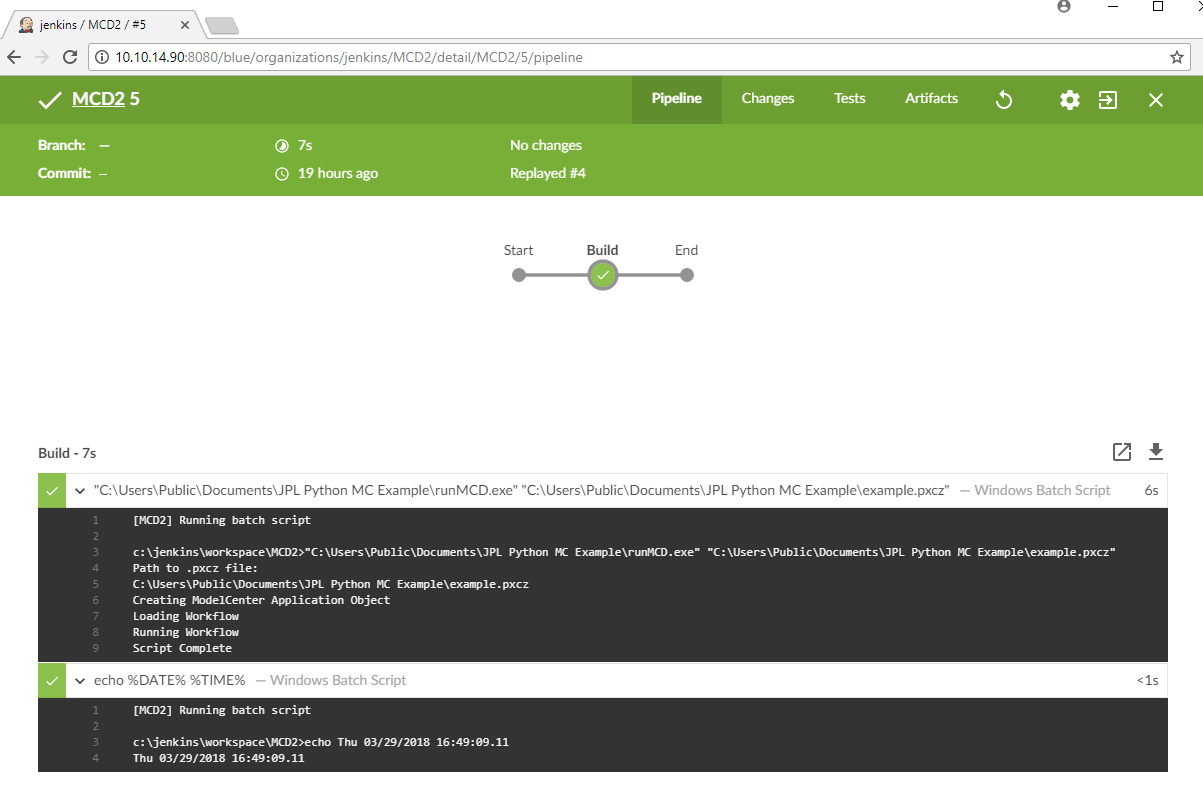 jenkins / MCD2 / #5
10.10.14.90:8080/blue/organizations/jenkins/MCD2/detail/MCD2/5/pipeline
MCD2 5 Pipeline Changes Tests Artifacts
Branch: — 7s No changes
Commit: — 19 hours ago Replayed #4
Start Build End
Build - 7s
"C:\Users\Public\Documents\JPL Python MC Example\runMCD.exe" "C:\Users\Public\Documents\JPL Python MC Example\example.pxcz" — Windows Batch Script 6s
1 [MCD2] Running batch script
2
3 c:\jenkins\workspace\MCD2>"C:\Users\Public\Documents\JPL Python MC Example\runMCD.exe" "C:\Users\Public\Documents\JPL Python MC Example\example.pxcz"
4 Path to .pxcz file:
5 C:\Users\Public\Documents\JPL Python MC Example\example.pxcz
6 Creating ModelCenter Application Object
7 Loading Workflow
8 Running Workflow
9 Script Complete
echo %DATE% %TIME% — Windows Batch Script <1s
1 [MCD2] Running batch script
2
3 c:\jenkins\workspace\MCD2>echo Thu 03/29/2018 16:49:09.11
4 Thu 03/29/2018 16:49:09.11